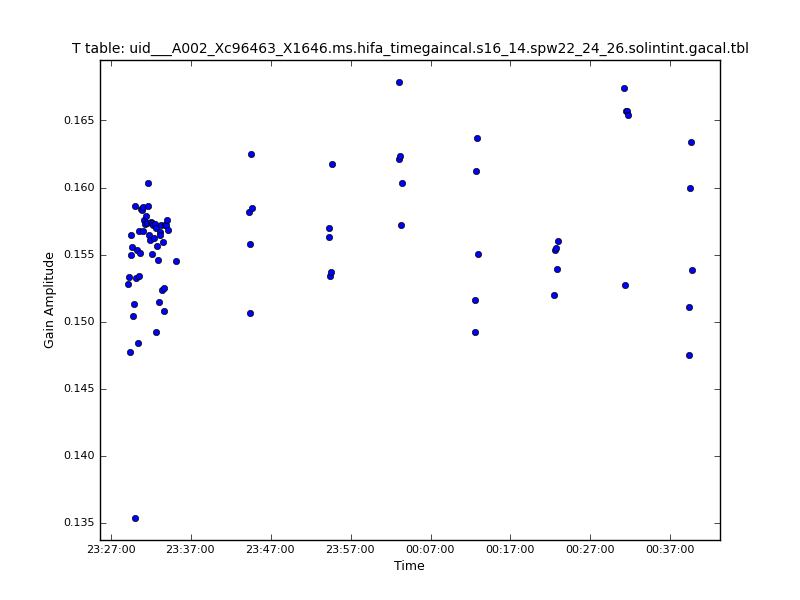 T table: uid___A002_Xc96463_X1646.ms.hifa_timegaincal.s16_14.spw22_24_26.solintint.gacal.tbl
0.165
0.160
0.155
0.150
0.145
0.140
0.135
Gain Amplitude
23:27:00 23:37:00 23:47:00 23:57:00 00:07:00 00:17:00 00:27:00 00:37:00
Time